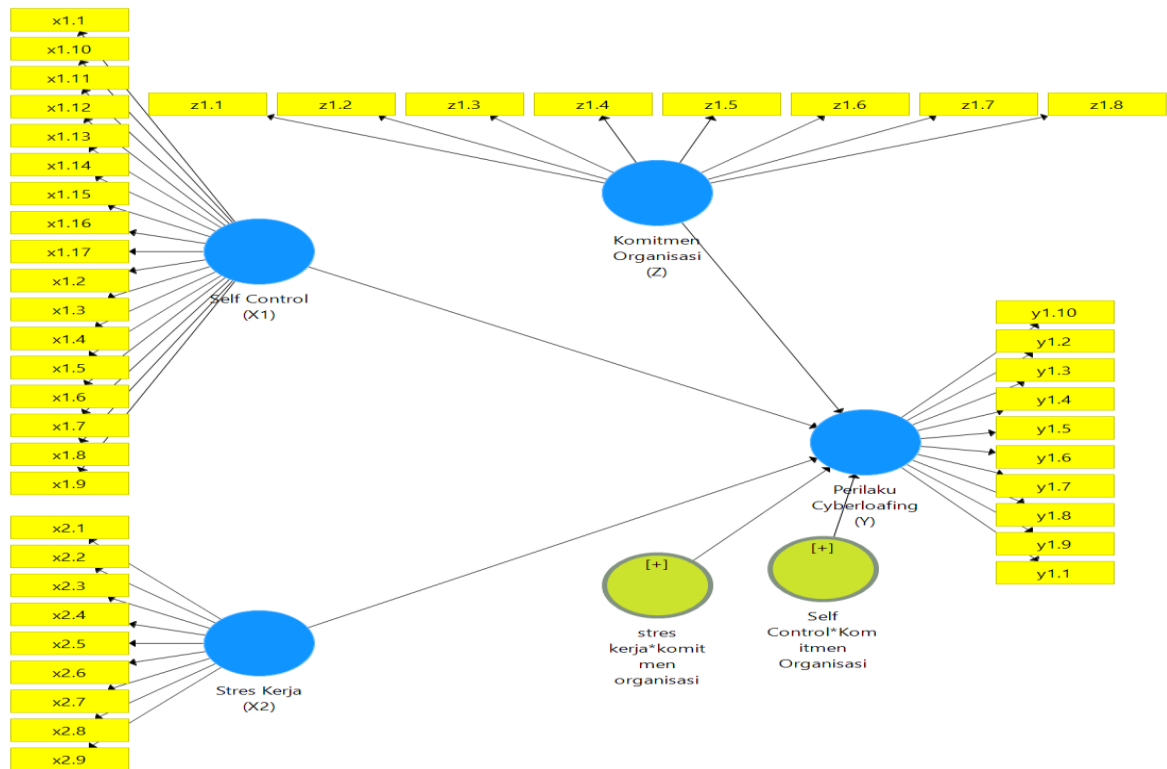 x1.1
x1.10
x1.11
x1.12
x1.13
x1.14
x1.15
x1.16
x1.17
x1.2
x1.3
x1.4
x1.5
x1.6
x1.7
x1.8
x1.9
z1.1
z1.2
z1.3
z1.4
z1.5
z1.6
z1.7
z1.8
Self Control
(X1)
Komitmen
Organisasi
(Z)
y1.10
y1.2
y1.3
y1.4
y1.5
y1.6
y1.7
y1.8
y1.9
y1.1
Perilaku
Cyberloafing
(Y)
x2.1
x2.2
x2.3
x2.4
x2.5
x2.6
x2.7
x2.8
x2.9
Stres Kerja
(X2)
[+]
stres
kerja*komit
men
organisasi
[+]
Self
Control*Kom
itmen
Organisasi